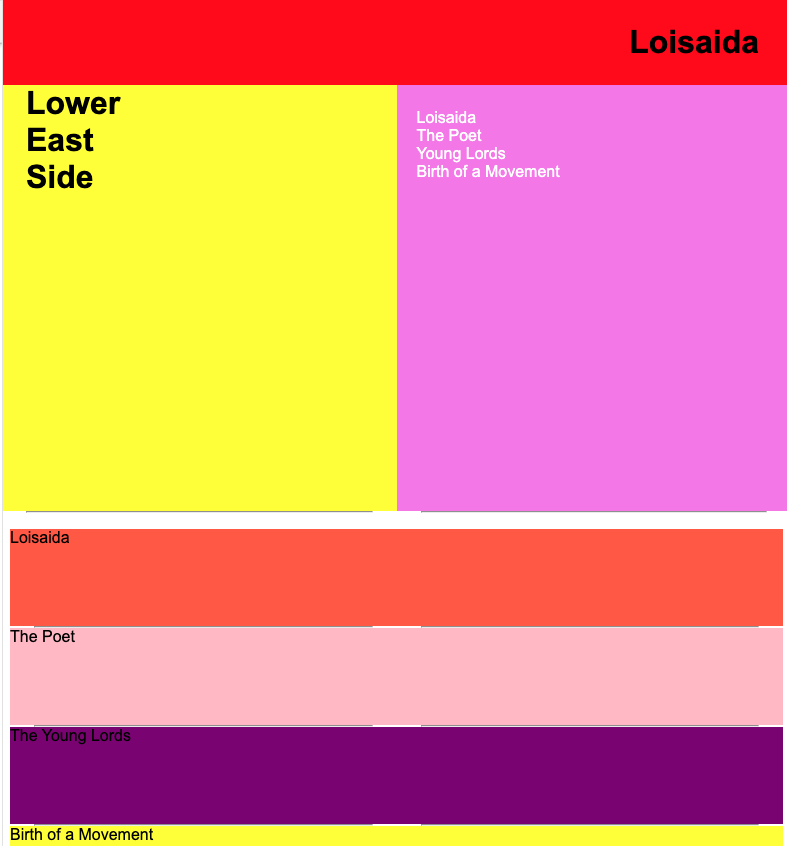 Loisaida
Lower
East
Side
Loisaida
The Poet
Young Lords
Birth of a Movement
Loisaida
The Poet
The Young Lords
Birth of a Movement